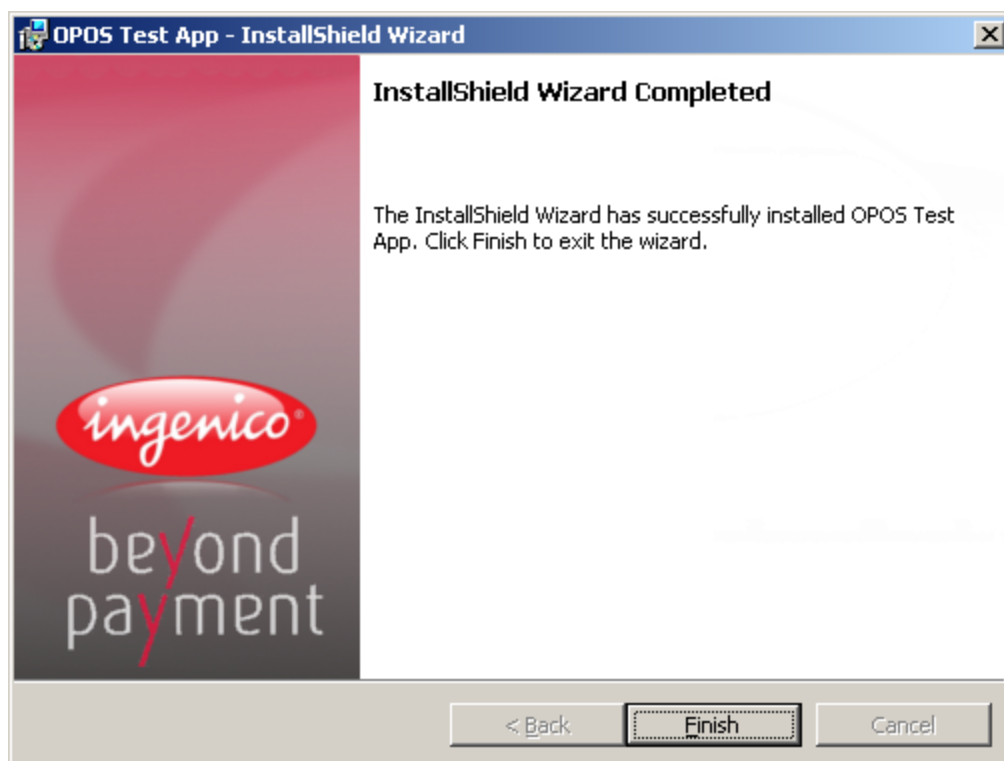 OPOS Test App - InstallShield Wizard
InstallShield Wizard Completed
The InstallShield Wizard has successfully installed OPOS Test
App. Click Finish to exit the wizard.
ingenico®
beyond
payment
< Back
Finish
Cancel